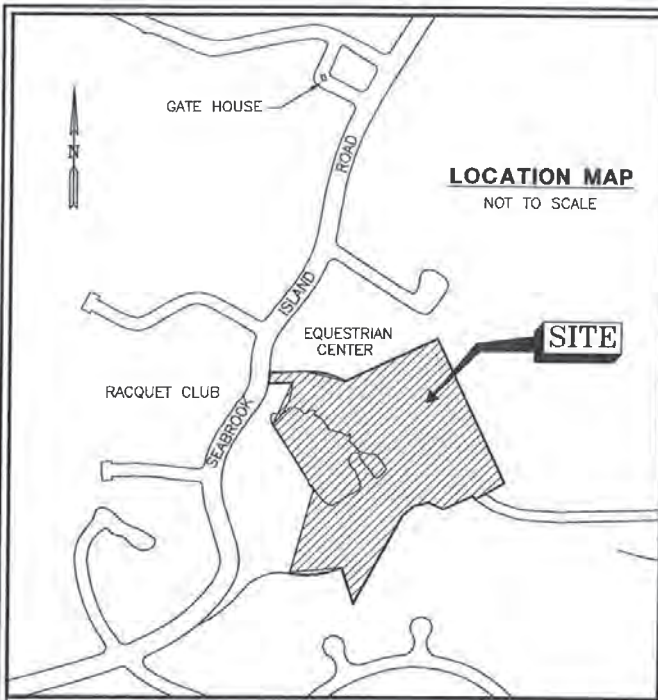 GATE HOUSE
N
ROAD
LOCATION MAP
NOT TO SCALE
ISLAND
EQUESTRIAN
CENTER
SITE
RACQUET CLUB
SEABROOK